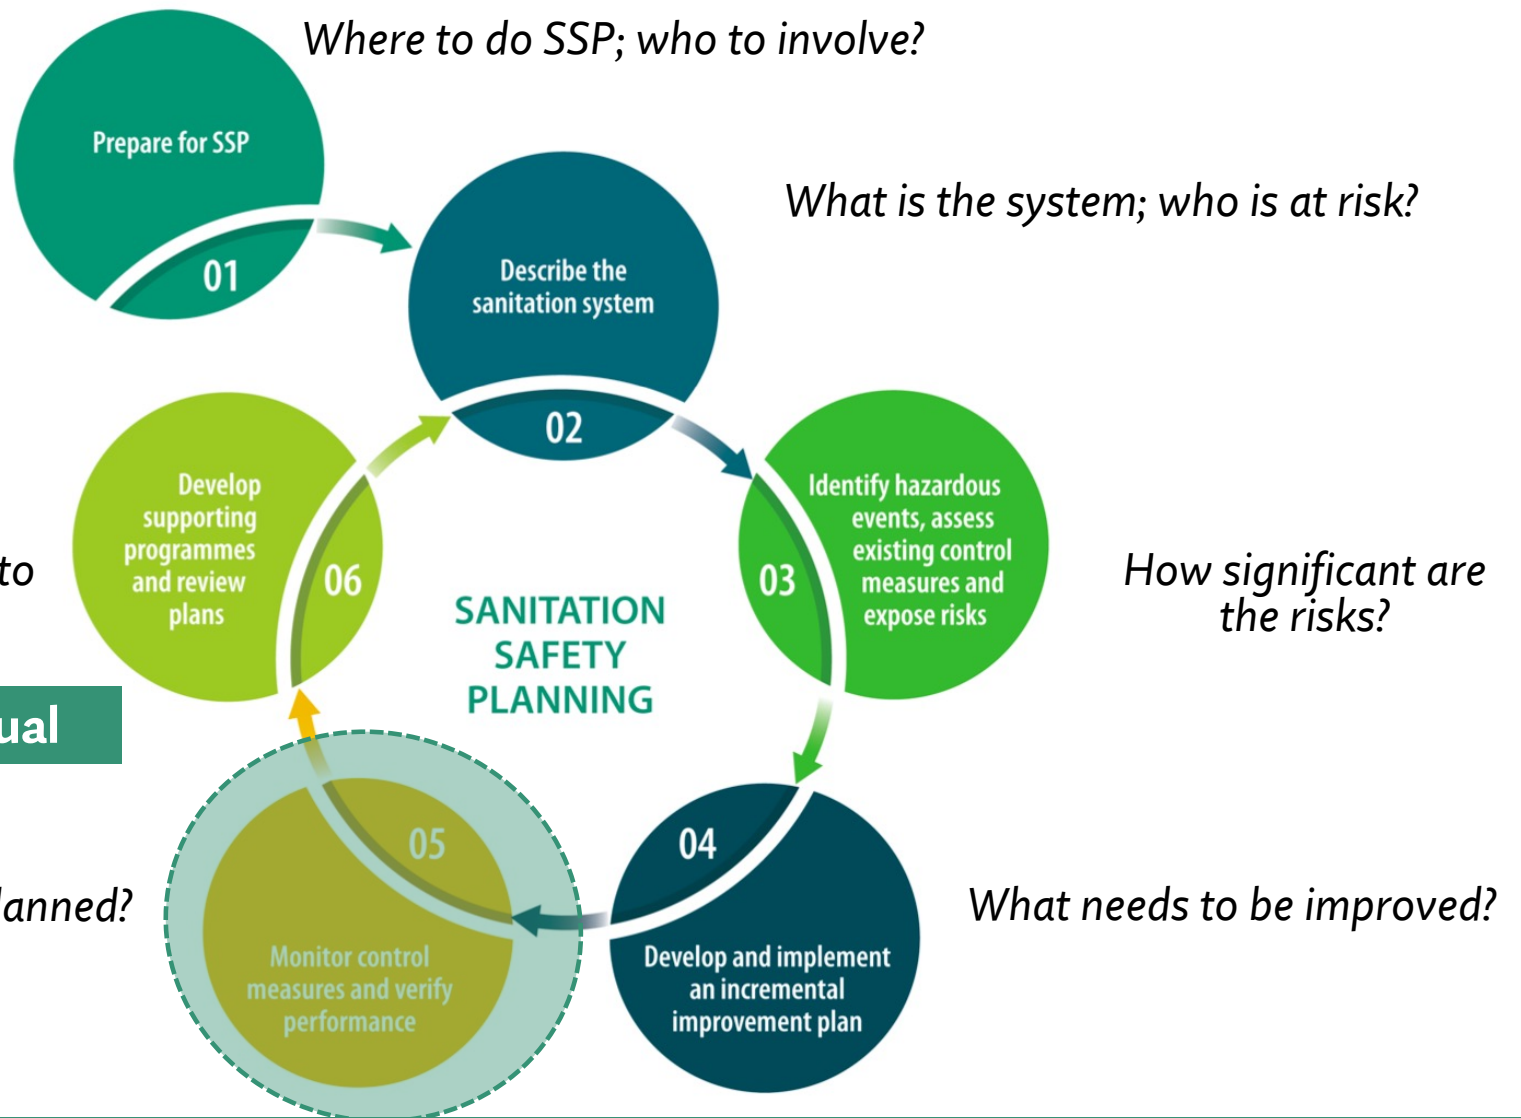 Where to do SSP; who to involve?
Prepare for SSP
01
What is the system; who is at risk?
Describe the
sanitation system
02
Identify hazardous
events, assess
existing control
measures and
expose risks
03
How significant are
the risks?
Develop
supporting
programmes
and review
plans
06
to
SANITATION
SAFETY
PLANNING
ual
04
Develop and implement
an incremental
improvement plan
What needs to be improved?
05
Monitor control
measures and verify
performance
lanned?